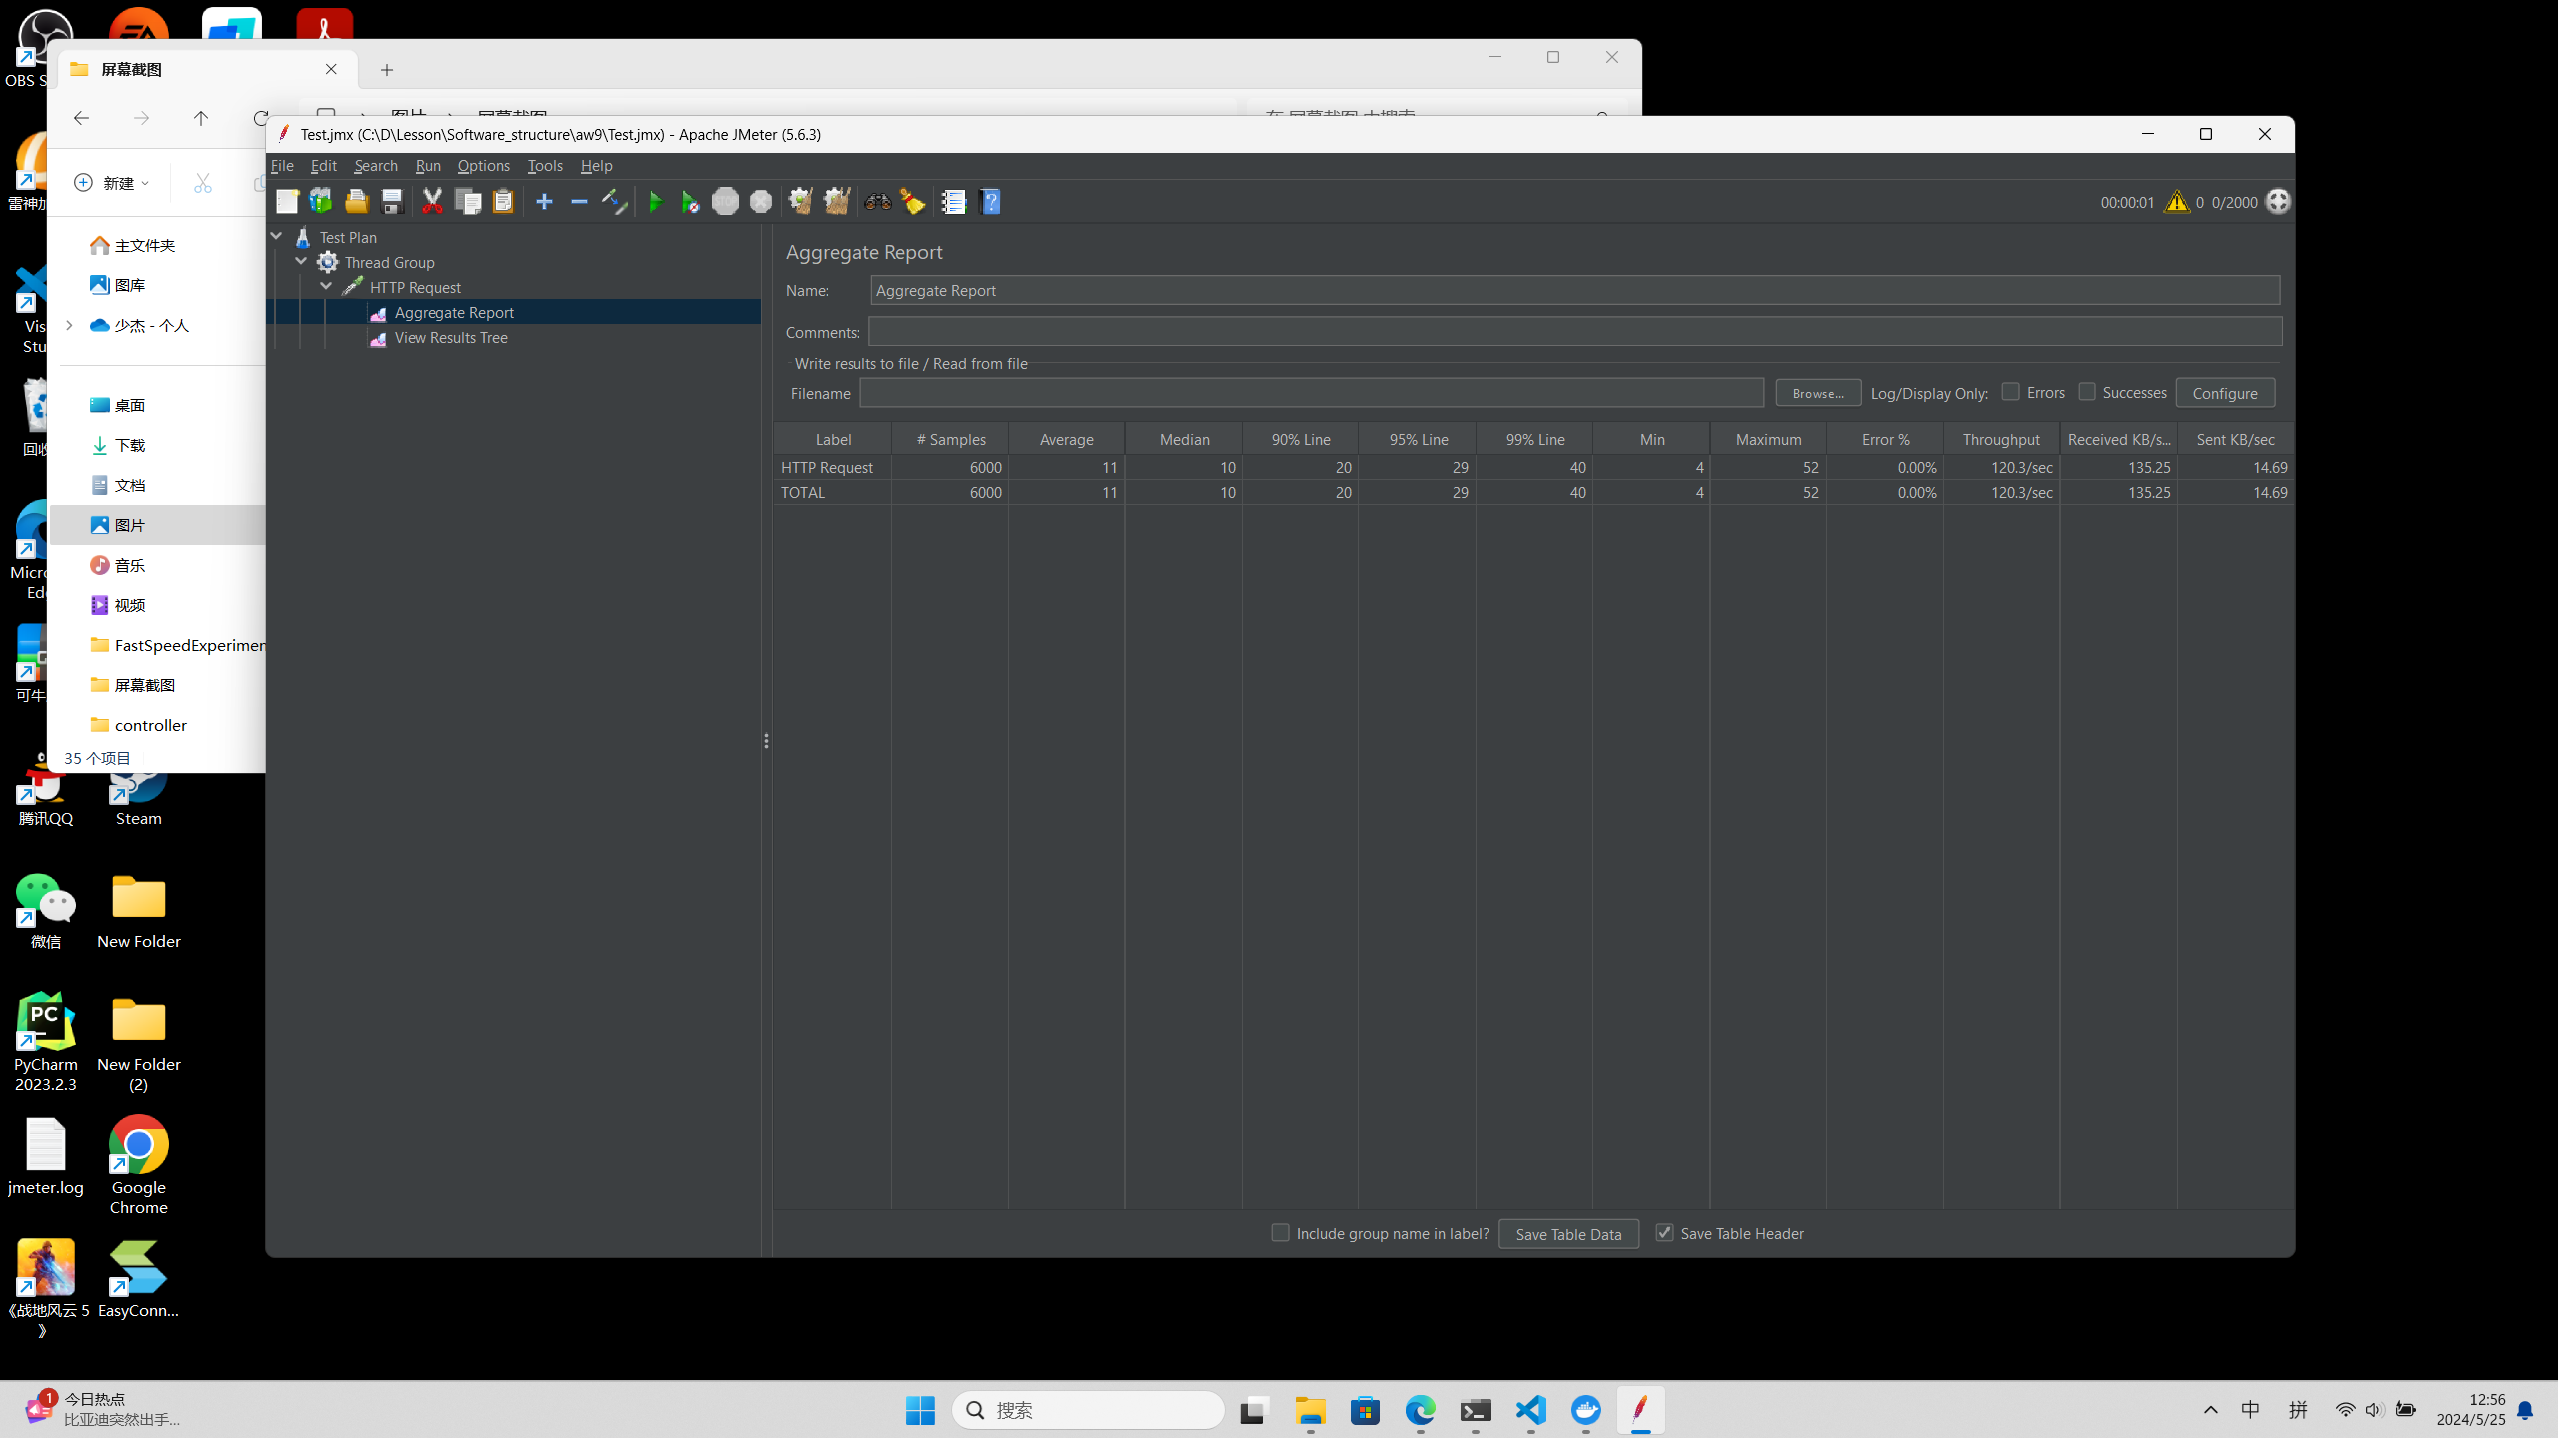 屏幕截图
新建
主文件夹
图库
少杰 - 个人
桌面
下载
文档
图片
音乐
视频
FastSpeedExperimen
屏幕截图
controller
35 个项目
Test.jmx (C:\D\Lesson\Software_structure\aw9\Test.jmx) - Apache JMeter (5.6.3)
File Edit Search Run Options Tools Help
00:00:01 0 0/2000
Test Plan
Thread Group
HTTP Request
Aggregate Report
View Results Tree
Aggregate Report
Name: Aggregate Report
Comments:
Write results to file / Read from file
Filename Browse... Log/Display Only: Errors Successes Configure
Label # Samples Average Median 90% Line 95% Line 99% Line Min Maximum Error % Throughput Received KB/s... Sent KB/sec
HTTP Request 6000 11 10 20 29 40 4 52 0.00% 120.3/sec 135.25 14.69
TOTAL 6000 11 10 20 29 40 4 52 0.00% 120.3/sec 135.25 14.69
Include group name in label? Save Table Data Save Table Header
OBS S
雷神加
Vis
Stu
回收
Micro
Ed
可牛
腾讯QQ
Steam
微信
New Folder
PC
PyCharm
2023.2.3
New Folder
(2)
jmeter.log
Google
Chrome
《战地风云 5
》
EasyConn...
1
今日热点
比亚迪突然出手...
搜索
中
拼
12:56
2024/5/25